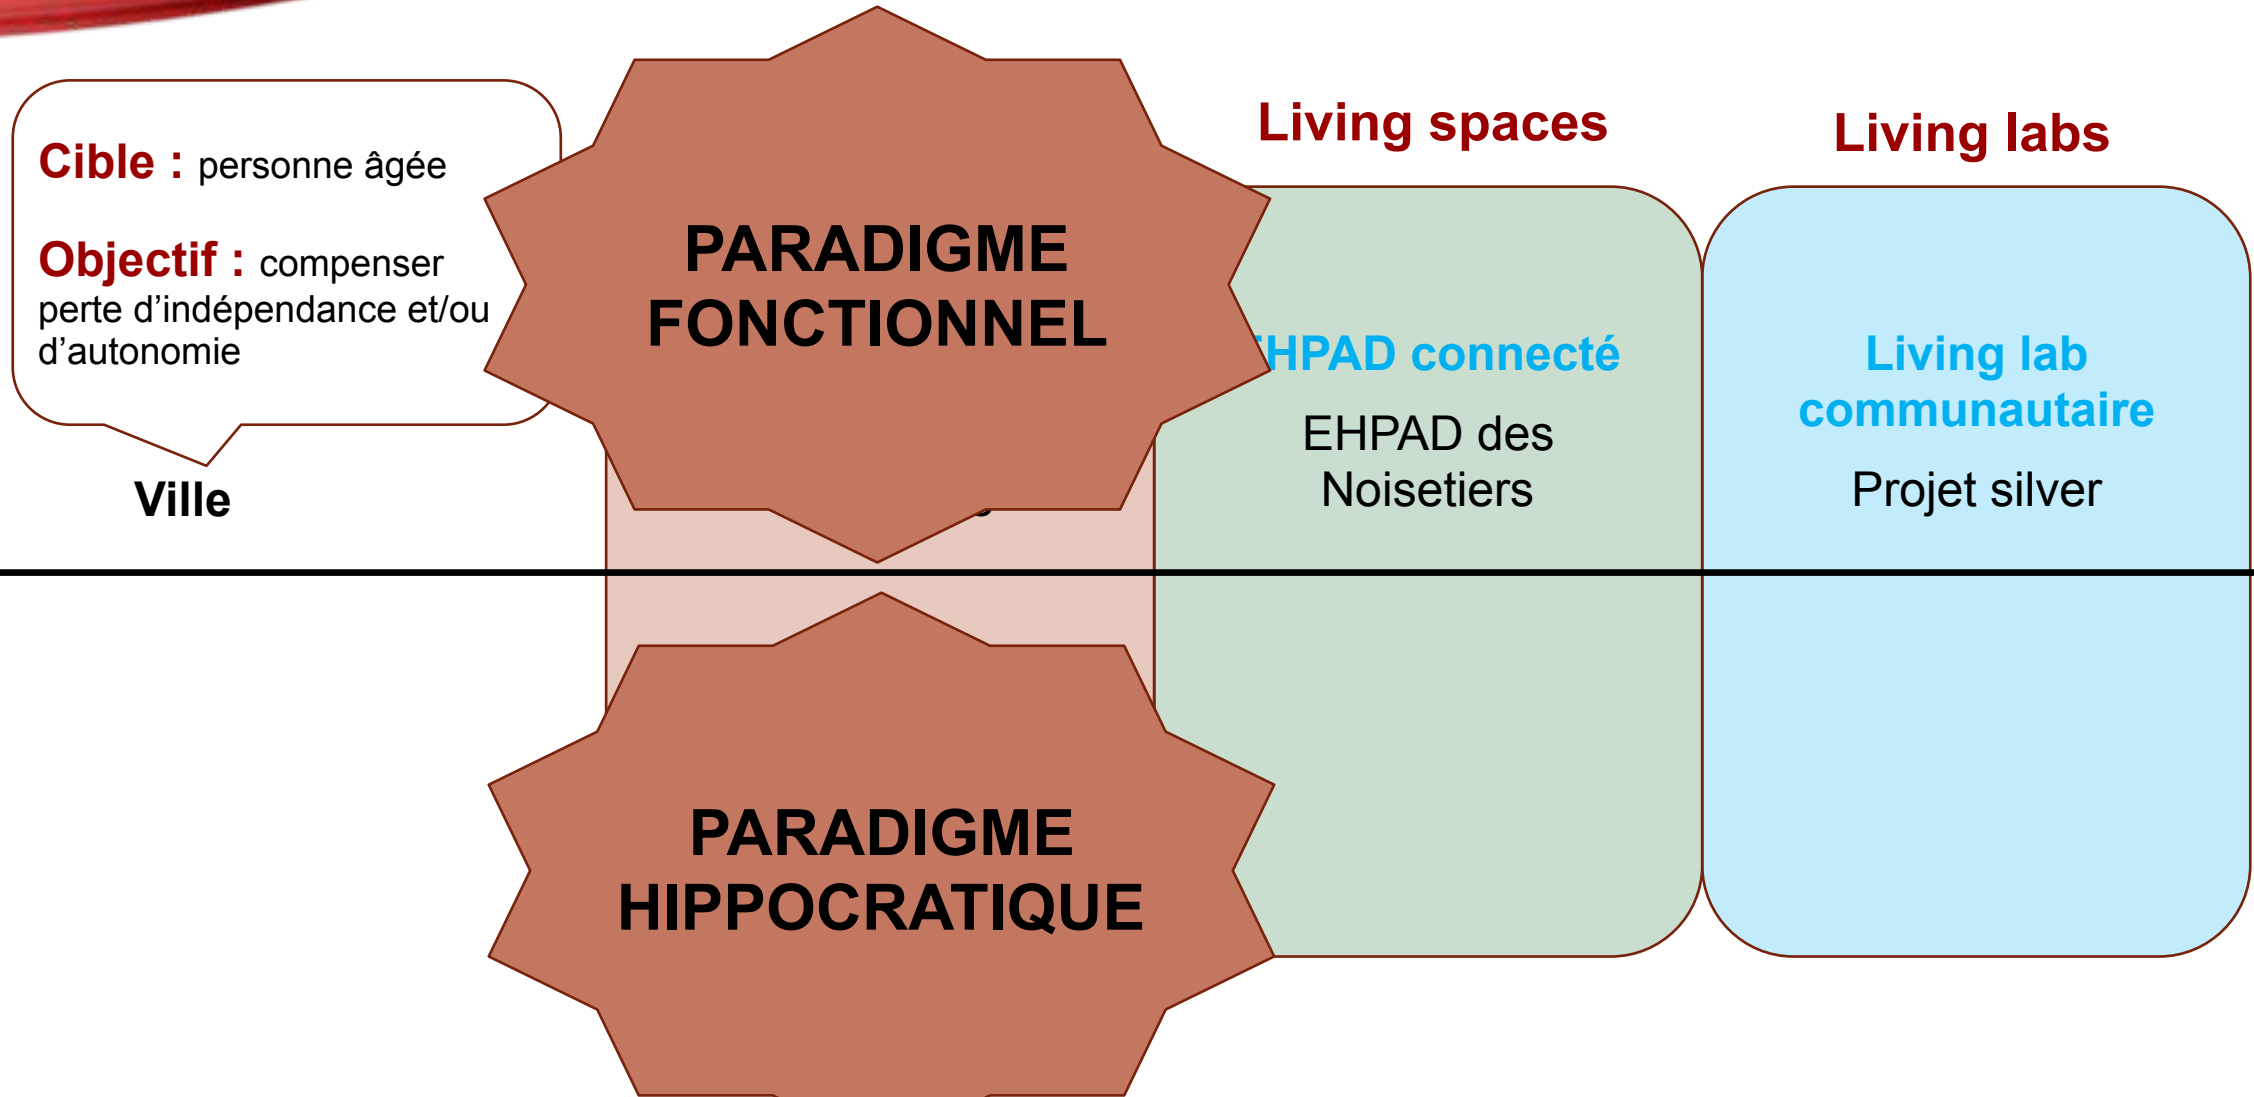 Cible : personne âgée
Objectif : compenser
perte d’indépendance et/ou
d’autonomie
Ville
PARADIGME
FONCTIONNEL
PARADIGME
HIPPOCRATIQUE
Living spaces
HPAD connecté
EHPAD des
Noisetiers
Living labs
Living lab
communautaire
Projet silver